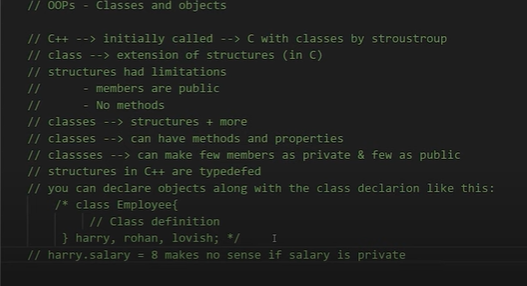 // OOPs - Classes and objects
// C++ --> initially called --> C with classes by stroustroup
// class --> extension of structures (in C)
// structures had limitations
//      - members are public
//      - No methods
// classes --> structures + more
// classes --> can have methods and properties
// classses --> can make few members as private & few as public
// structures in C++ are typedefed
// you can declare objects along with the class declarion like this:
/* class Employee{
// Class definition
} harry, rohan, lovish; */
// harry.salary = 8 makes no sense if salary is private